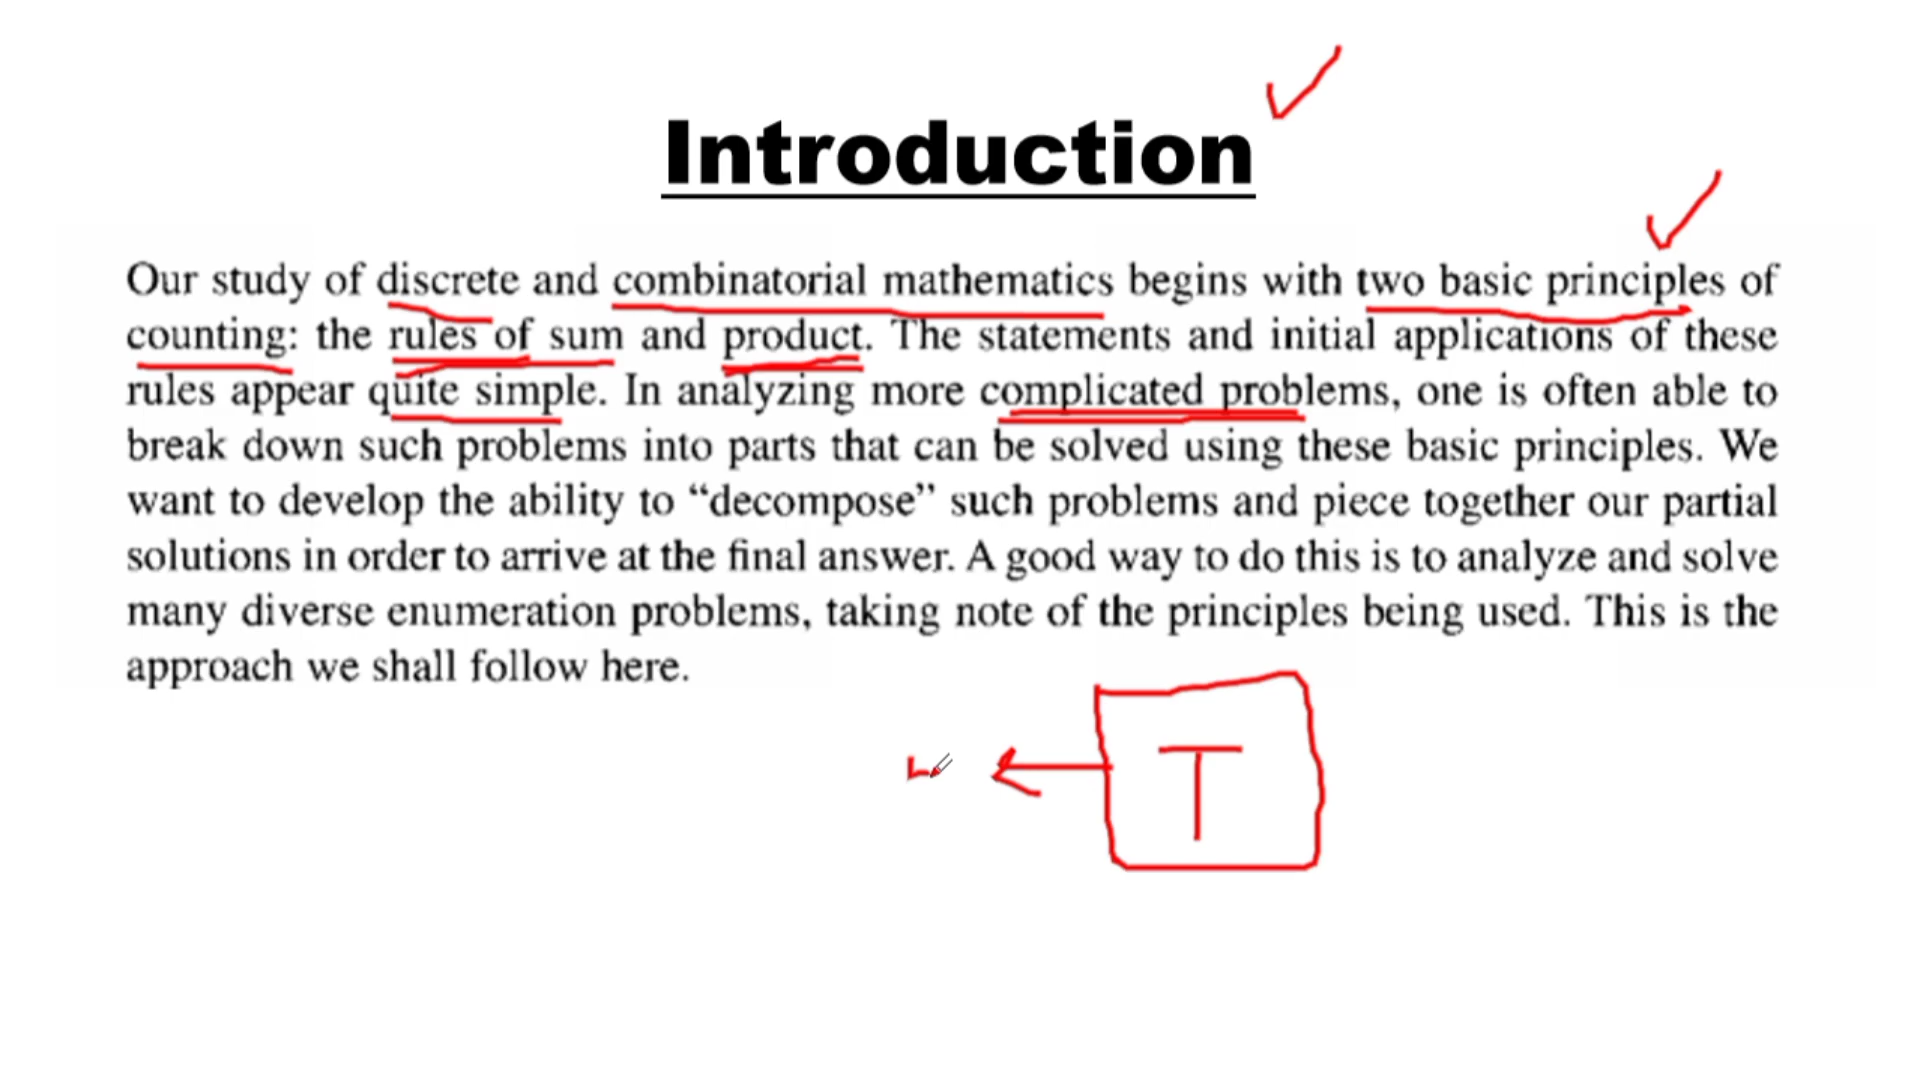 Introduction
Our study of discrete and combinatorial mathematics begins with two basic principles of
counting: the rules of sum and product. The statements and initial applications of these
rules appear quite simple. In analyzing more complicated problems, one is often able to
break down such problems into parts that can be solved using these basic principles. We
want to develop the ability to “decompose” such problems and piece together our partial
solutions in order to arrive at the final answer. A good way to do this is to analyze and solve
many diverse enumeration problems, taking note of the principles being used. This is the
approach we shall follow here.
T